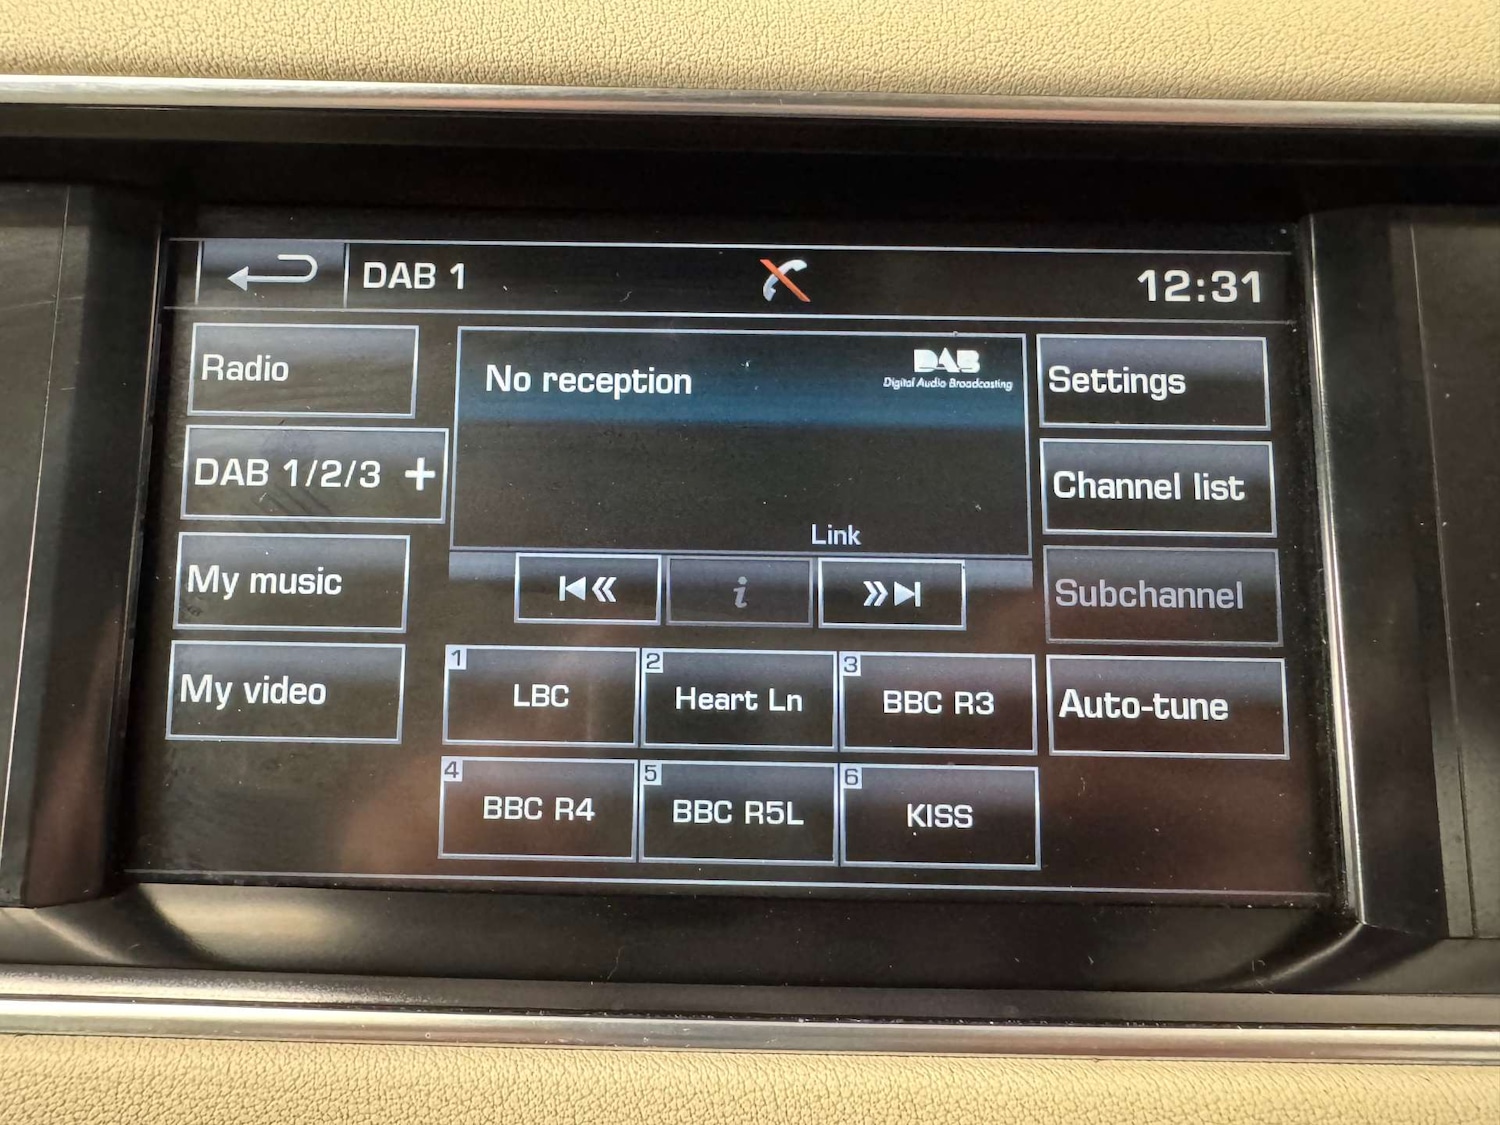 DAB 1
12:31
Radio
DAB 1/2/3 +
My music
My video
No reception
DAB
Digital Audio Broadcasting
Link
i
1
LBC
2
Heart Ln
3
BBC R3
4
BBC R4
5
BBC R5L
6
KISS
Settings
Channel list
Subchannel
Auto-tune